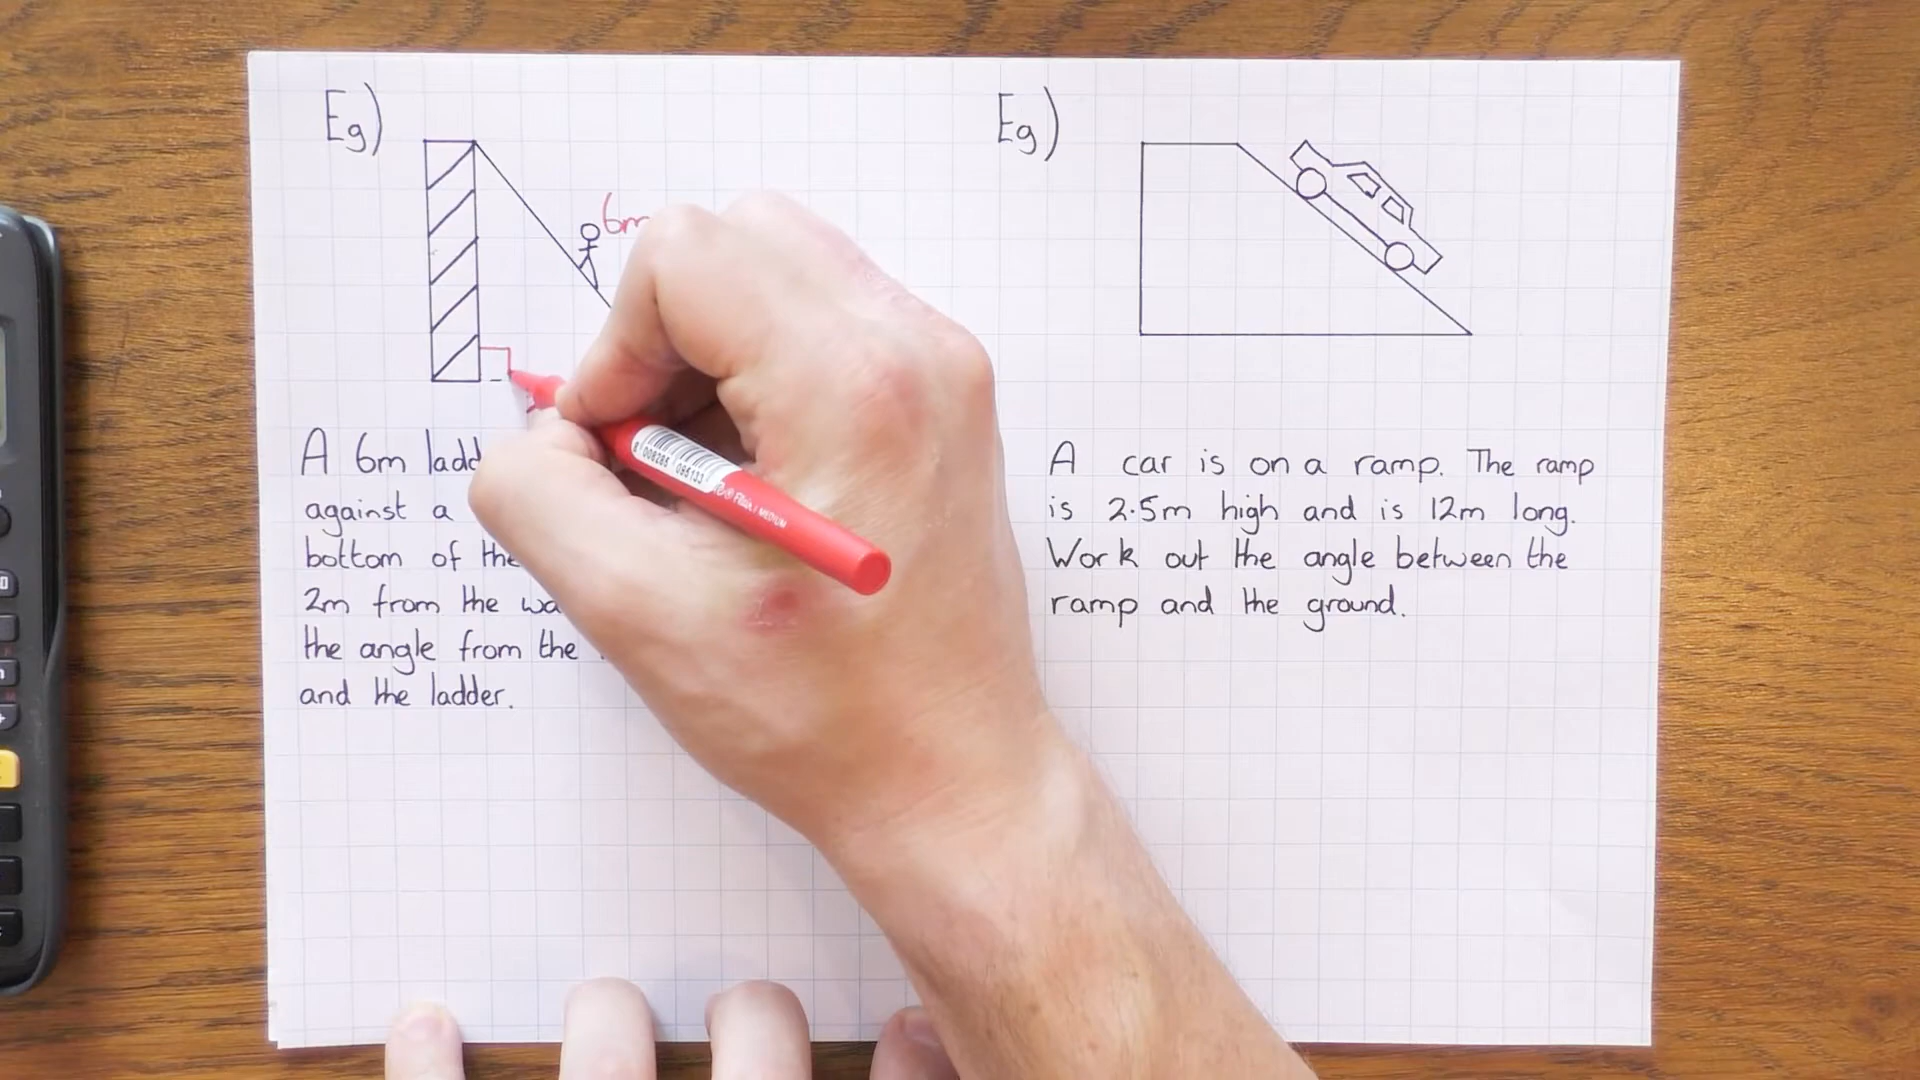 Eg)
6m
A 6m ladd
against a
bottom of the
2m from the wa
the angle from the
and the ladder.
Eg)
A car is on a ramp. The ramp
is 2.5m high and is 12m long.
Work out the angle between the
ramp and the ground.
MEDIUM